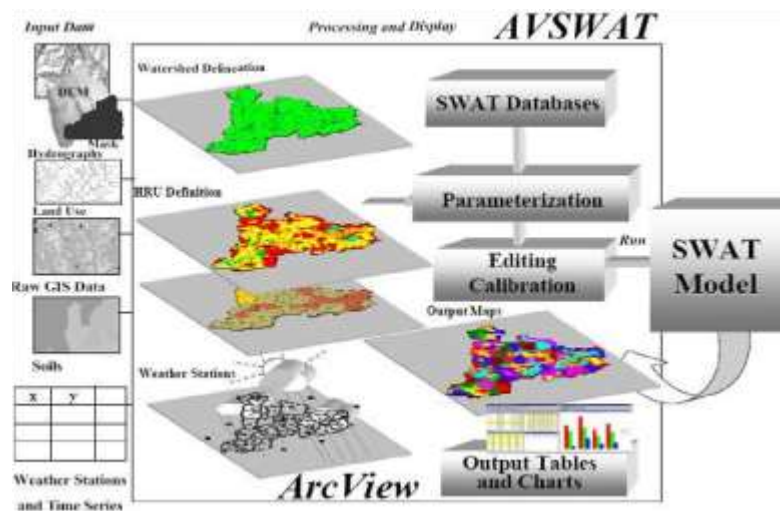 Input Data
Processing and Display
AVSWAT
Watershed Delineation
DEM
Mask
SWAT Databases
Hydrography
HRU Definition
Parameterization
Land Use
Editing
Calibration
Run
SWAT
Model
Raw GIS Data
Output Maps
Soils
Weather Stations
x y
Output Tables
and Charts
Weather Stations
and Time Series
ArcView